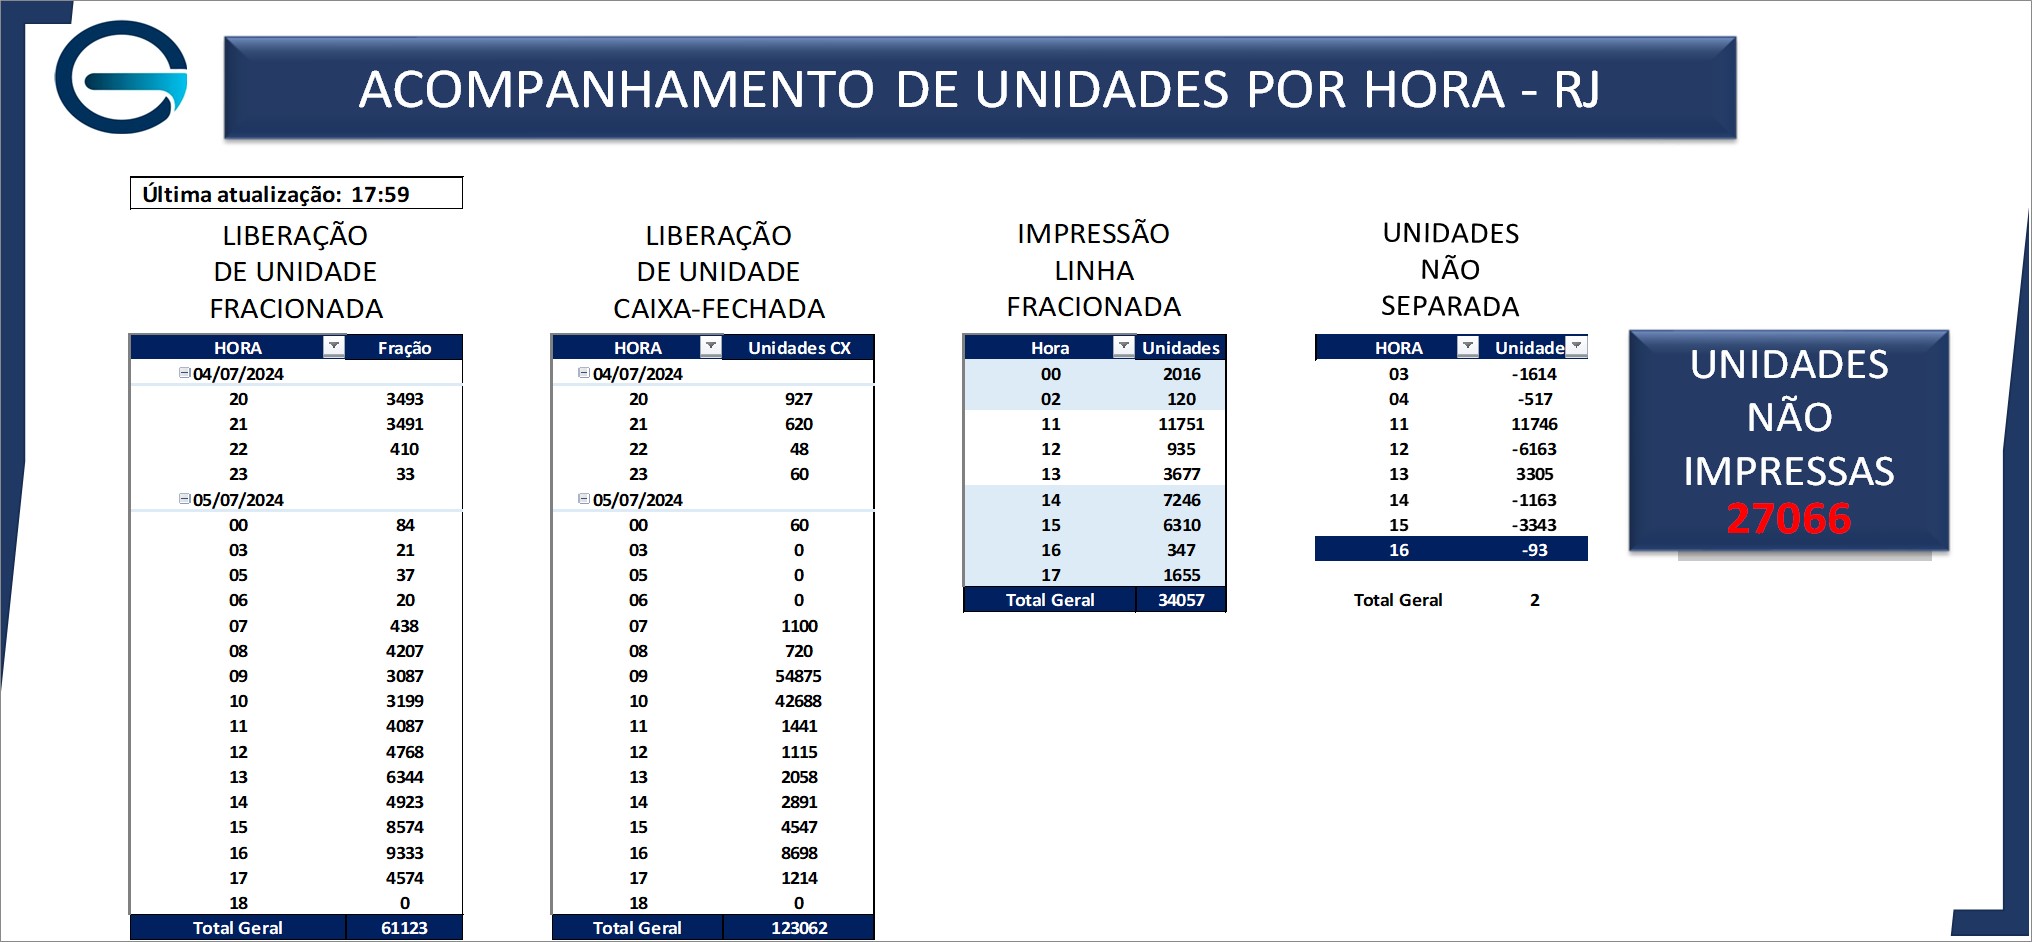 ACOMPANHAMENTO DE UNIDADES POR HORA - RJ
Última atualização: 17:59
LIBERAÇÃO
DE UNIDADE
FRACIONADA
HORA Fração
04/07/2024
20 3493
21 3491
22 410
23 33
05/07/2024
00 84
03 21
05 37
06 20
07 438
08 4207
09 3087
10 3199
11 4087
12 4768
13 6344
14 4923
15 8574
16 9333
17 4574
18 0
Total Geral 61123
LIBERAÇÃO
DE UNIDADE
CAIXA-FECHADA
HORA Unidades CX
04/07/2024
20 927
21 620
22 48
23 60
05/07/2024
00 60
03 0
05 0
06 0
07 1100
08 720
09 54875
10 42688
11 1441
12 1115
13 2058
14 2891
15 4547
16 8698
17 1214
18 0
Total Geral 123062
IMPRESSÃO
LINHA
FRACIONADA
Hora Unidades
00 2016
02 120
11 11751
12 935
13 3677
14 7246
15 6310
16 347
17 1655
Total Geral 34057
UNIDADES
NÃO
SEPARADA
HORA Unidade
03 -1614
04 -517
11 11746
12 -6163
13 3305
14 -1163
15 -3343
16 -93
Total Geral 2
UNIDADES
NÃO
IMPRESSAS
27066